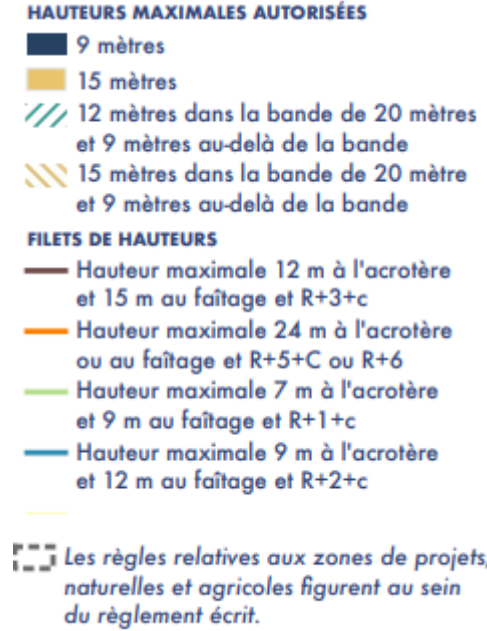 HAUTEURS MAXIMALES AUTORISÉES
9 mètres
15 mètres
12 mètres dans la bande de 20 mètres
et 9 mètres au-delà de la bande
15 mètres dans la bande de 20 mètre
et 9 mètres au-delà de la bande
FILETS DE HAUTEURS
Hauteur maximale 12 m à l'acrotère
et 15 m au faîtage et R+3+c
Hauteur maximale 24 m à l'acrotère
ou au faîtage et R+5+C ou R+6
Hauteur maximale 7 m à l'acrotère
et 9 m au faîtage et R+1+c
Hauteur maximale 9 m à l'acrotère
et 12 m au faîtage et R+2+c
Les règles relatives aux zones de projets,
naturelles et agricoles figurent au sein
du règlement écrit.